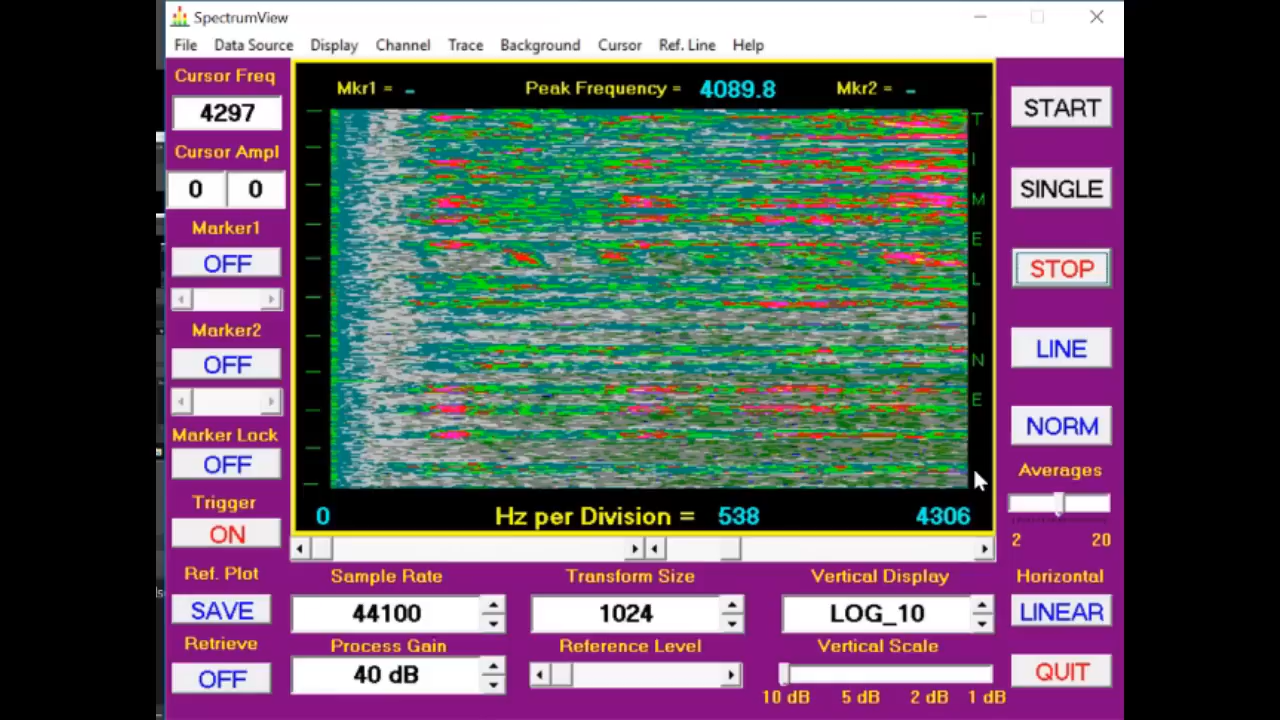 SpectrumView
File Data Source Display Channel Trace Background Cursor Ref. Line Help
Cursor Freq
4297
Cursor Ampl
0 0
Marker1
OFF
Marker2
OFF
Marker Lock
OFF
Trigger
ON
Ref. Plot
SAVE
Retrieve
OFF
Mkr1 = - Peak Frequency = 4089.8 Mkr2 = -
T
I
M
E
L
I
N
E
0 Hz per Division = 538 4306
Sample Rate
44100
Process Gain
40 dB
Transform Size
1024
Reference Level
Vertical Display
LOG_10
Vertical Scale
10 dB 5 dB 2 dB 1 dB
START
SINGLE
STOP
LINE
NORM
Averages
2 20
Horizontal
LINEAR
QUIT